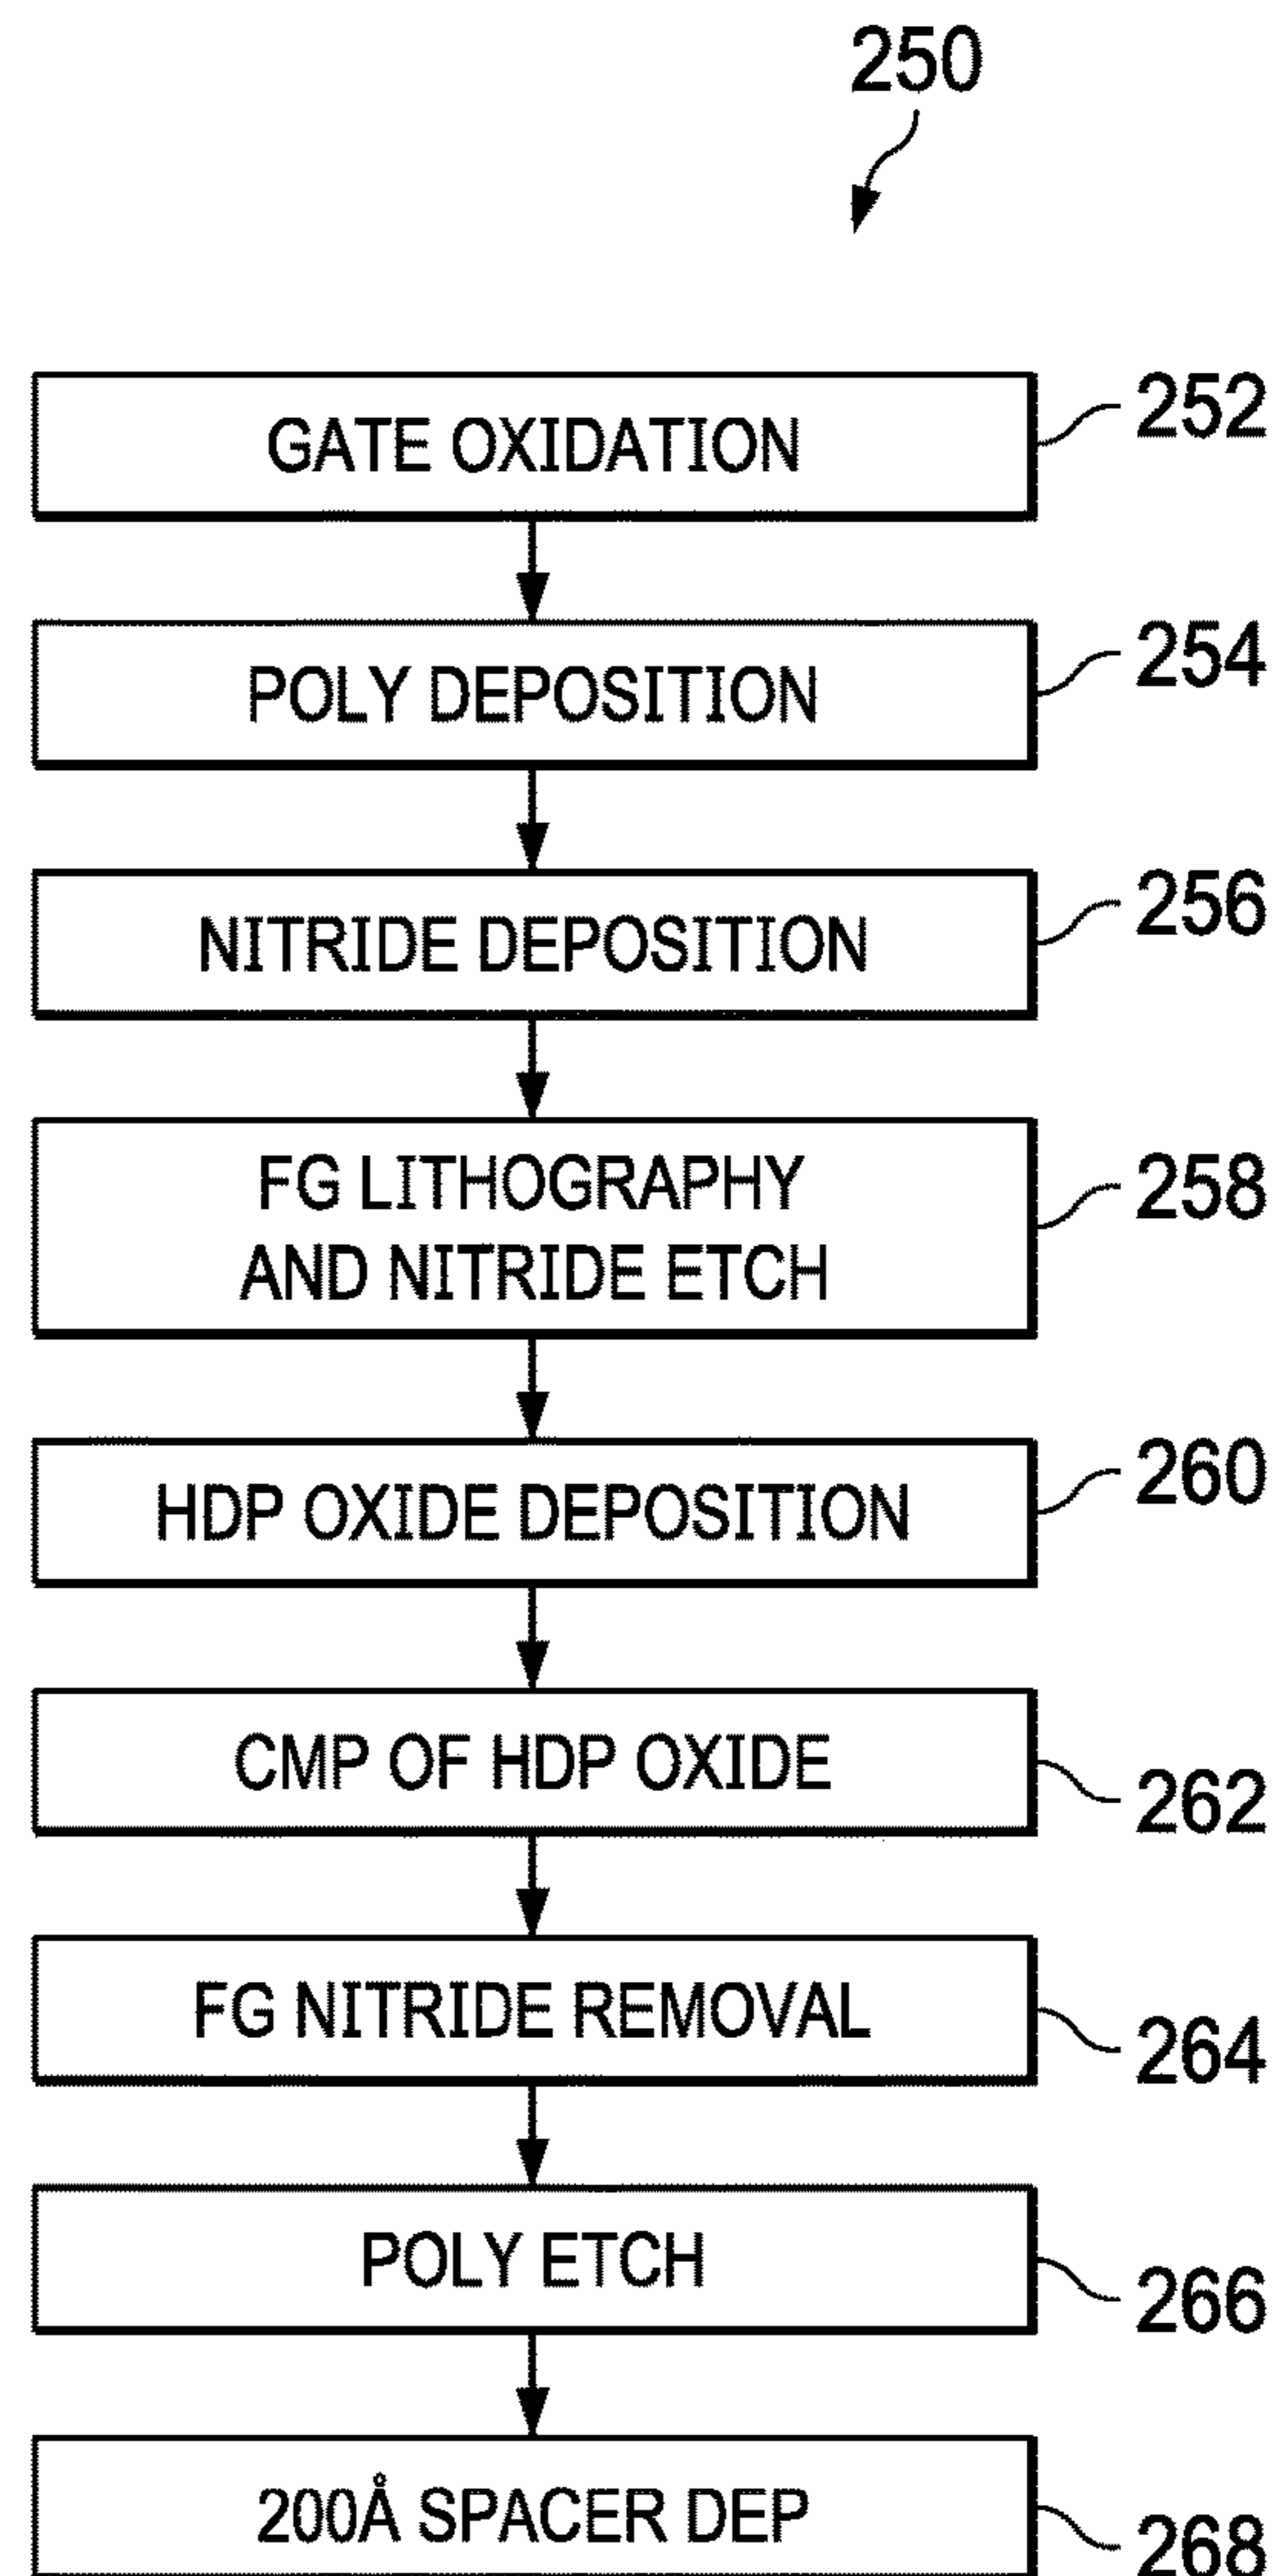 250
GATE OXIDATION
252
POLY DEPOSITION
254
NITRIDE DEPOSITION
256
FG LITHOGRAPHY
AND NITRIDE ETCH
258
HDP OXIDE DEPOSITION
260
CMP OF HDP OXIDE
262
FG NITRIDE REMOVAL
264
POLY ETCH
266
200Å SPACER DEP
268